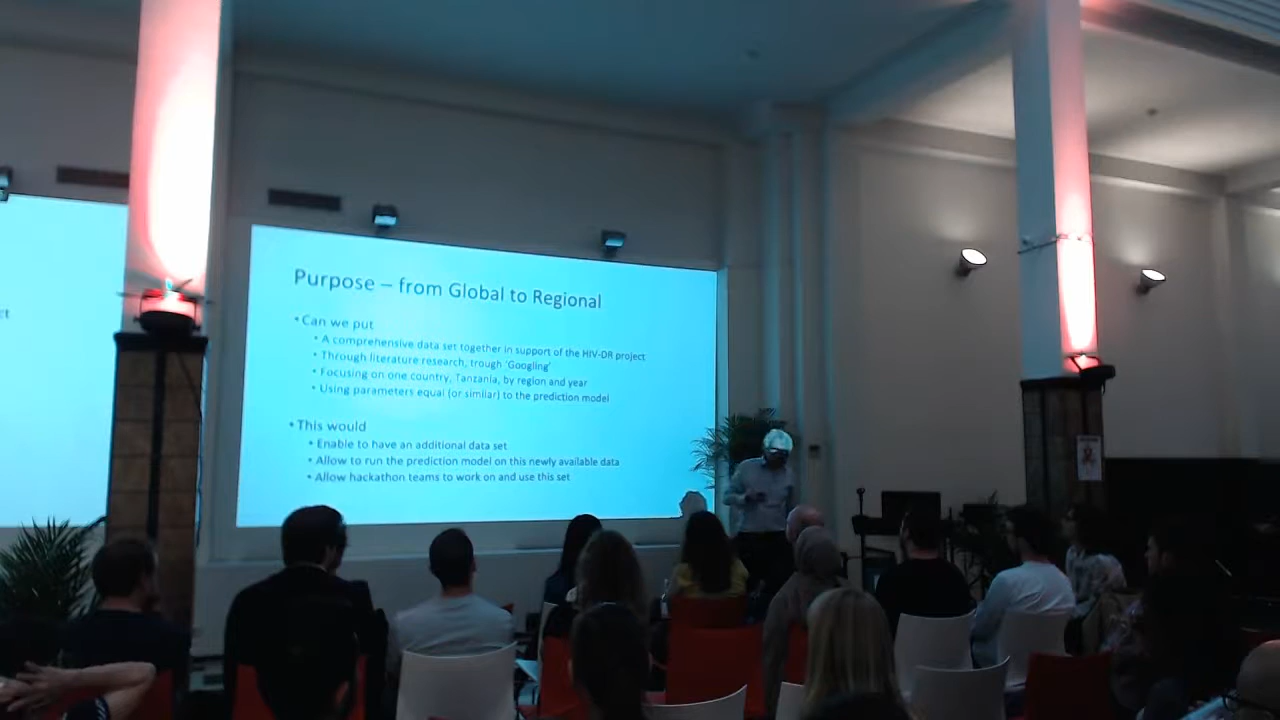 ct
Purpose – from Global to Regional
•Can we put
• A comprehensive data set together in support of the HIV-DR project
• Through literature research, trough 'Googling'
• Focusing on one country, Tanzania, by region and year
• Using parameters equal (or similar) to the prediction model
•This would
• Enable to have an additional data set
• Allow to run the prediction model on this newly available data
• Allow hackathon teams to work on and use this set